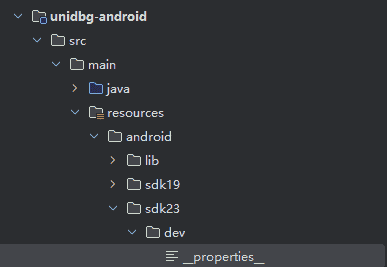 unidbg-android
src
main
java
resources
android
lib
sdk19
sdk23
dev
__properties__